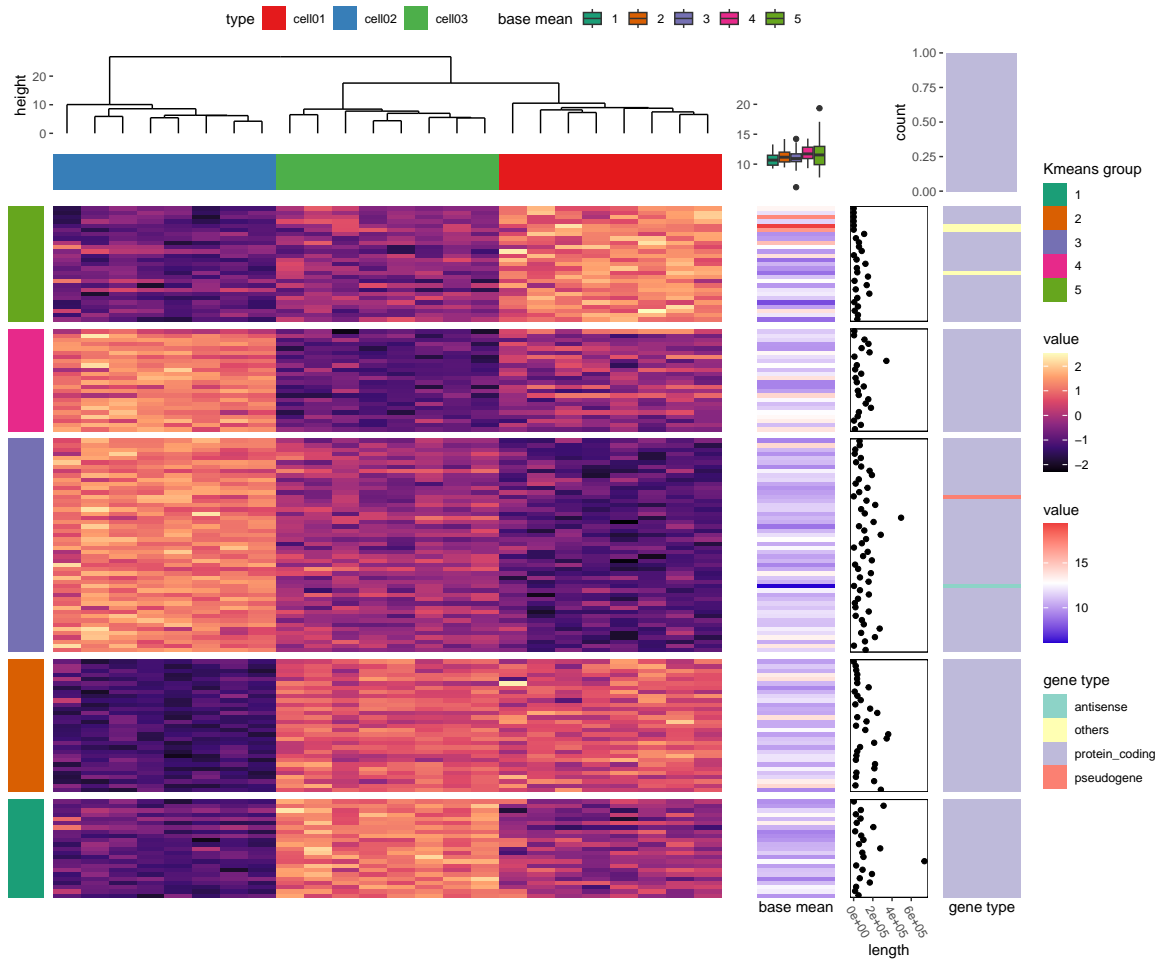 type cell01 cell02 cell03 base mean 1 2 3 4 5
height
20
10
0
20
15
10
count
1.00
0.75
0.50
0.25
0.00
Kmeans group
1
2
3
4
5
value
2
1
0
−1
−2
value
15
10
gene type
antisense
others
protein_coding
pseudogene
base mean
0e+00
2e+05
4e+05
6e+05
length
gene type